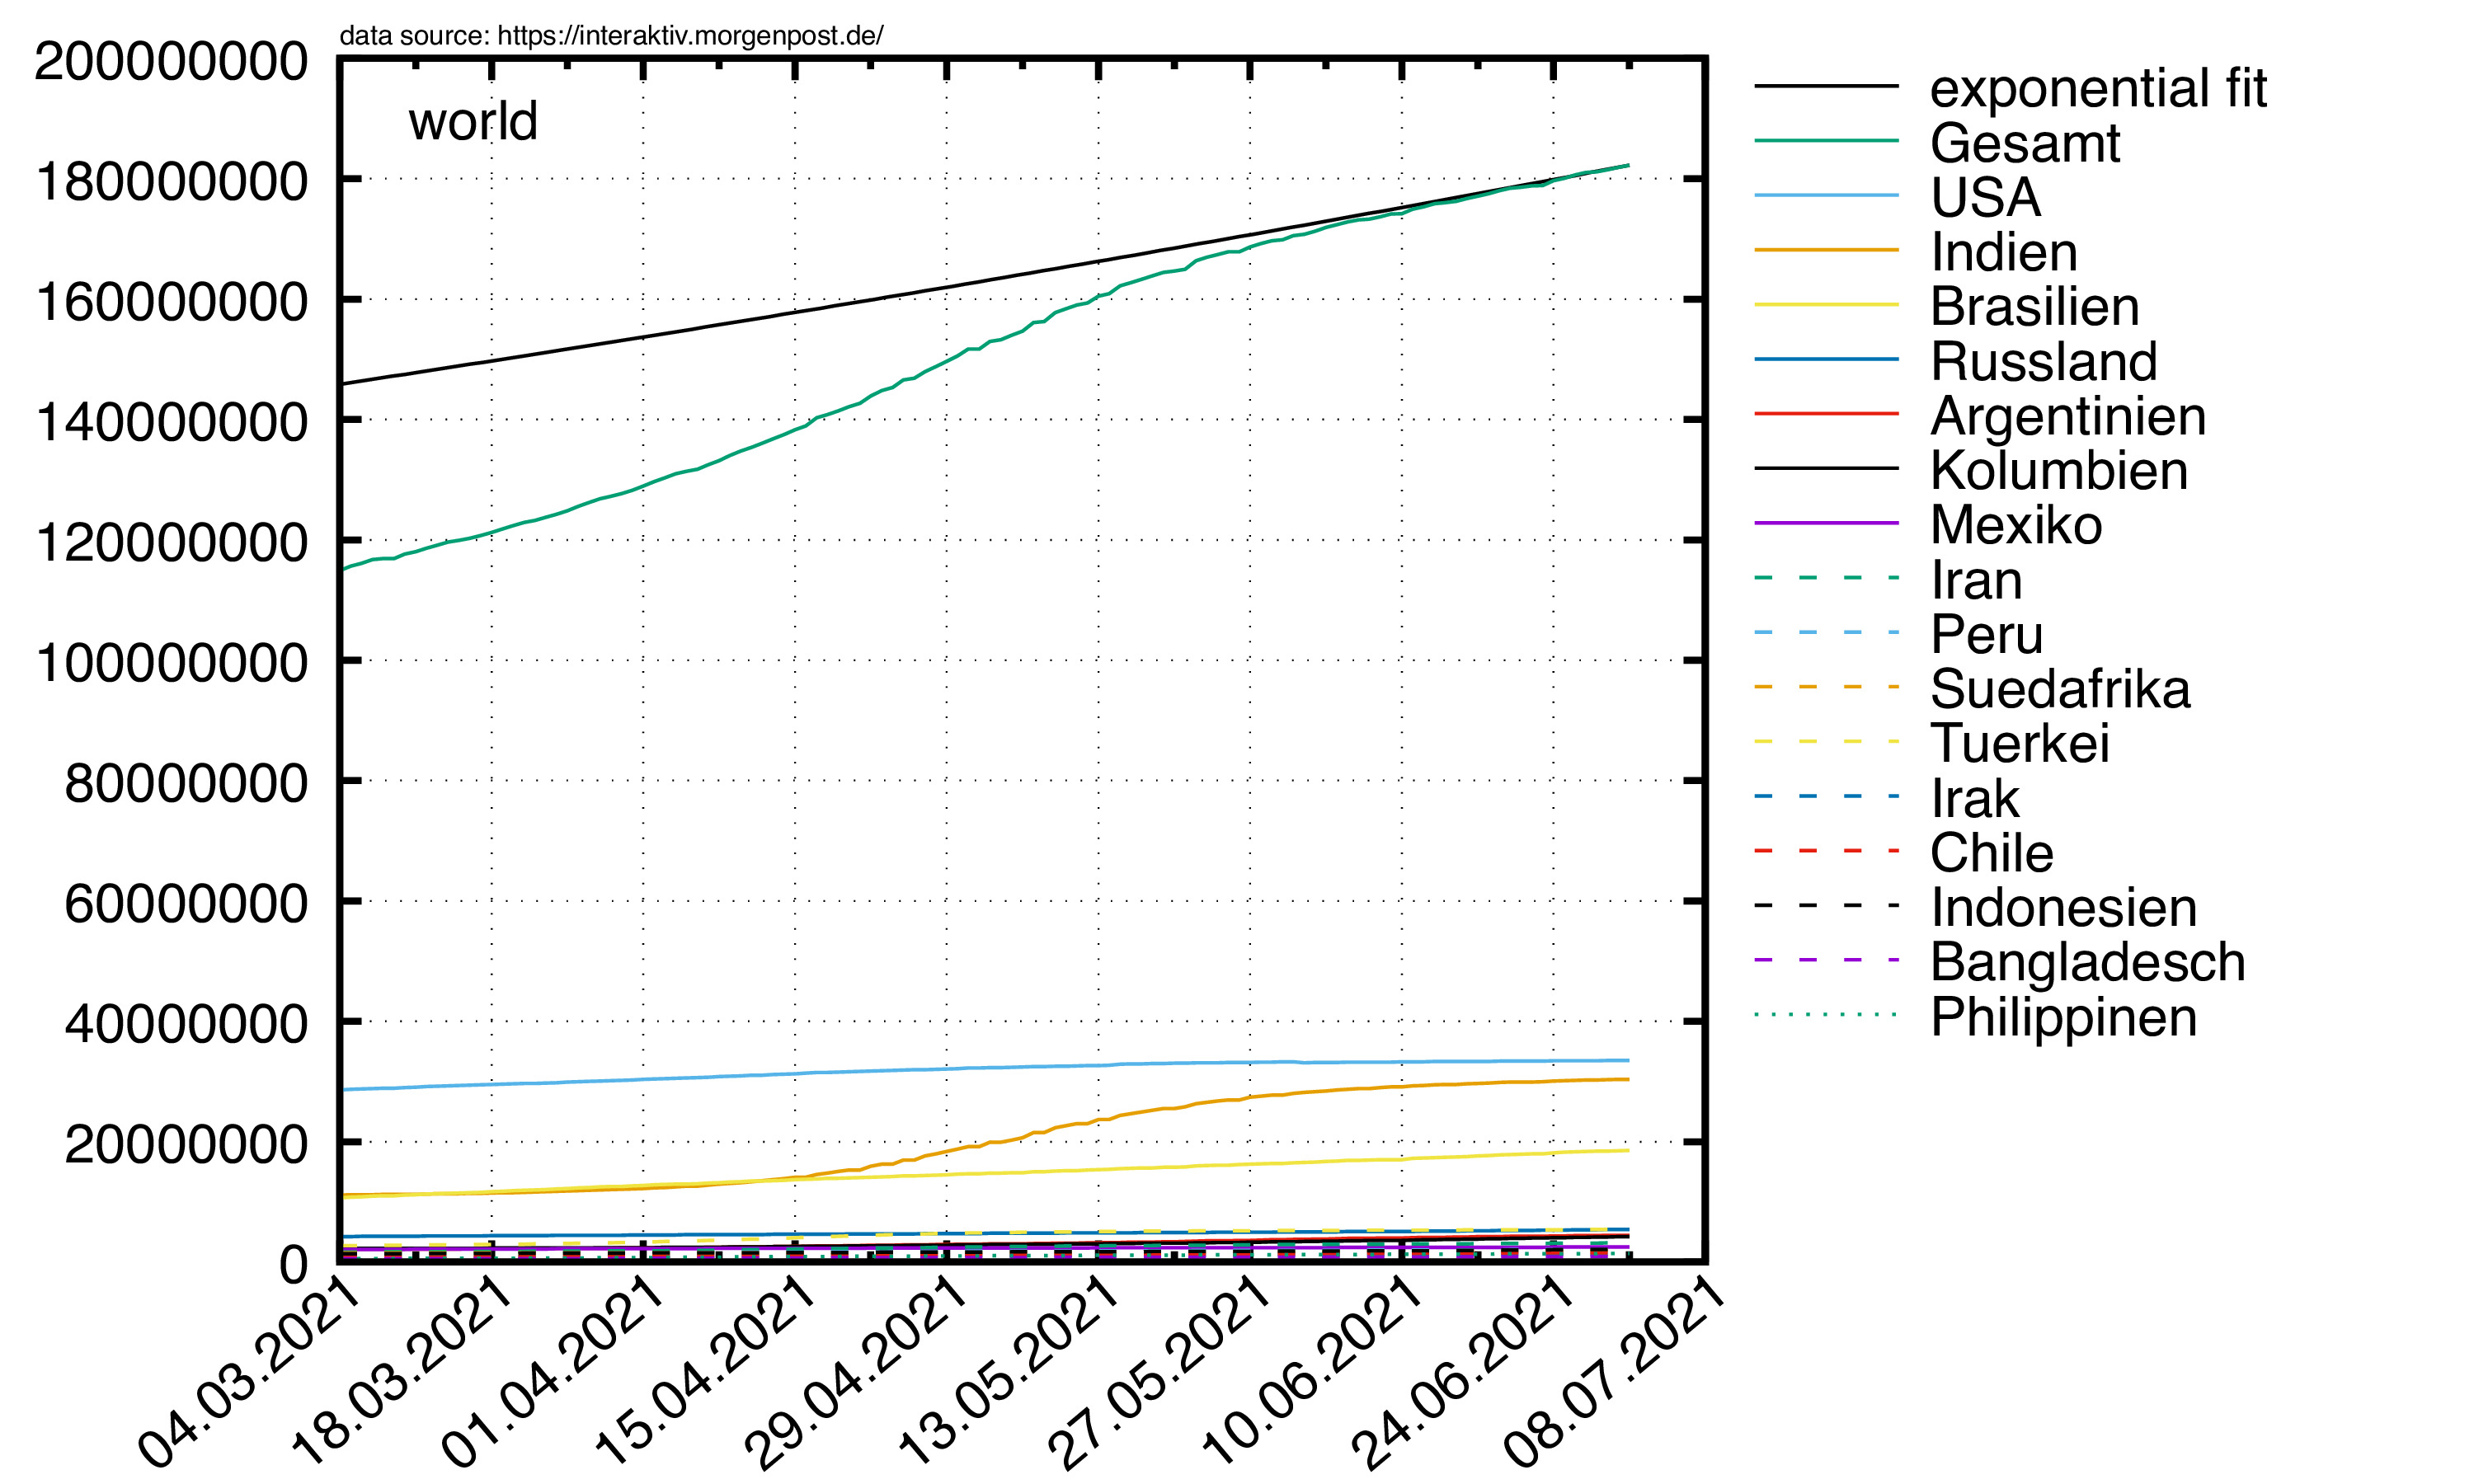 data source: https://interaktiv.morgenpost.de/
200000000
180000000
160000000
140000000
120000000
100000000
80000000
60000000
40000000
20000000
0
world
exponential fit
Gesamt
USA
Indien
Brasilien
Russland
Argentinien
Kolumbien
Mexiko
Iran
Peru
Suedafrika
Tuerkei
Irak
Chile
Indonesien
Bangladesch
Philippinen
04.03.2021
18.03.2021
01.04.2021
15.04.2021
29.04.2021
13.05.2021
27.05.2021
10.06.2021
24.06.2021
08.07.2021